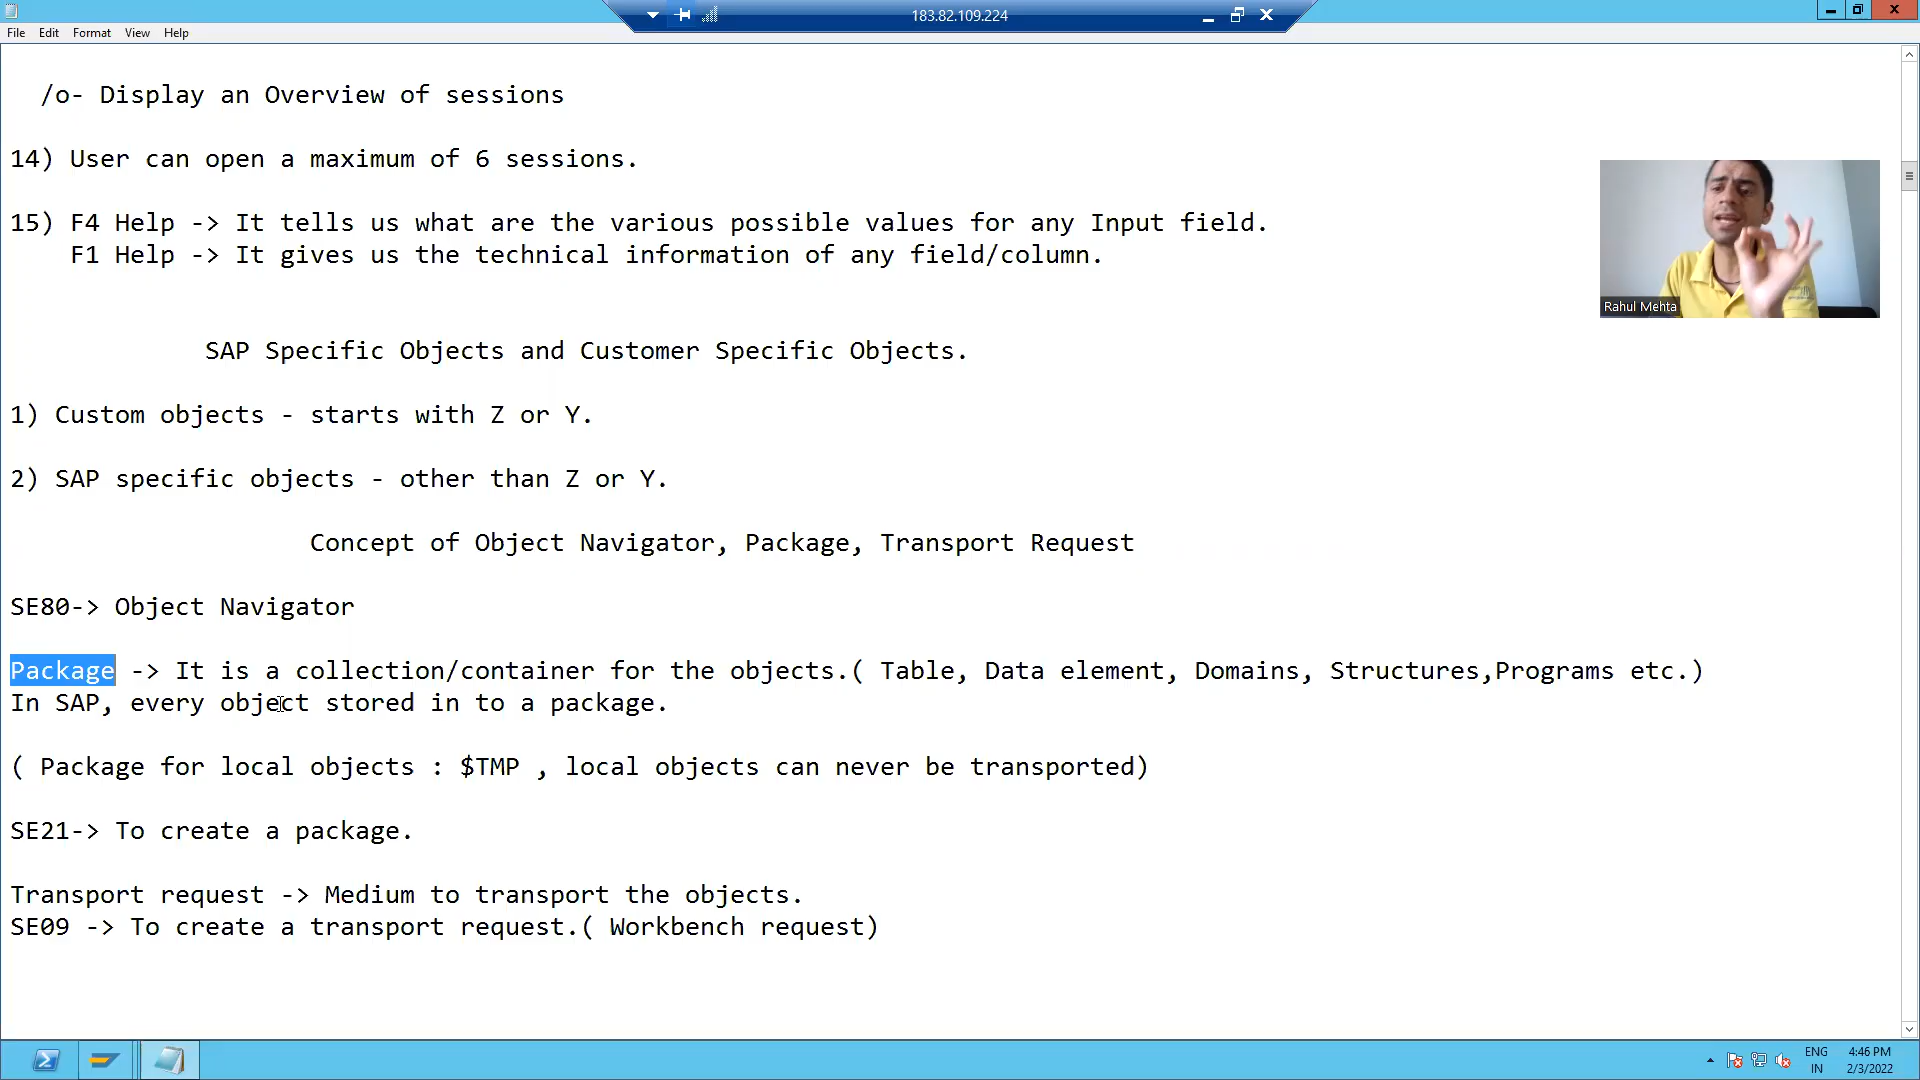 183.82.109.224
File Edit Format View Help
/o- Display an Overview of sessions
14) User can open a maximum of 6 sessions.
15) F4 Help -> It tells us what are the various possible values for any Input field.
F1 Help -> It gives us the technical information of any field/column.
Rahul Mehta
SAP Specific Objects and Customer Specific Objects.
1) Custom objects - starts with Z or Y.
2) SAP specific objects - other than Z or Y.
Concept of Object Navigator, Package, Transport Request
SE80-> Object Navigator
Package -> It is a collection/container for the objects.( Table, Data element, Domains, Structures,Programs etc.)
In SAP, every object stored in to a package.
( Package for local objects : $TMP , local objects can never be transported)
SE21-> To create a package.
Transport request -> Medium to transport the objects.
SE09 -> To create a transport request.( Workbench request)
ENG 4:46 PM
IN 2/3/2022